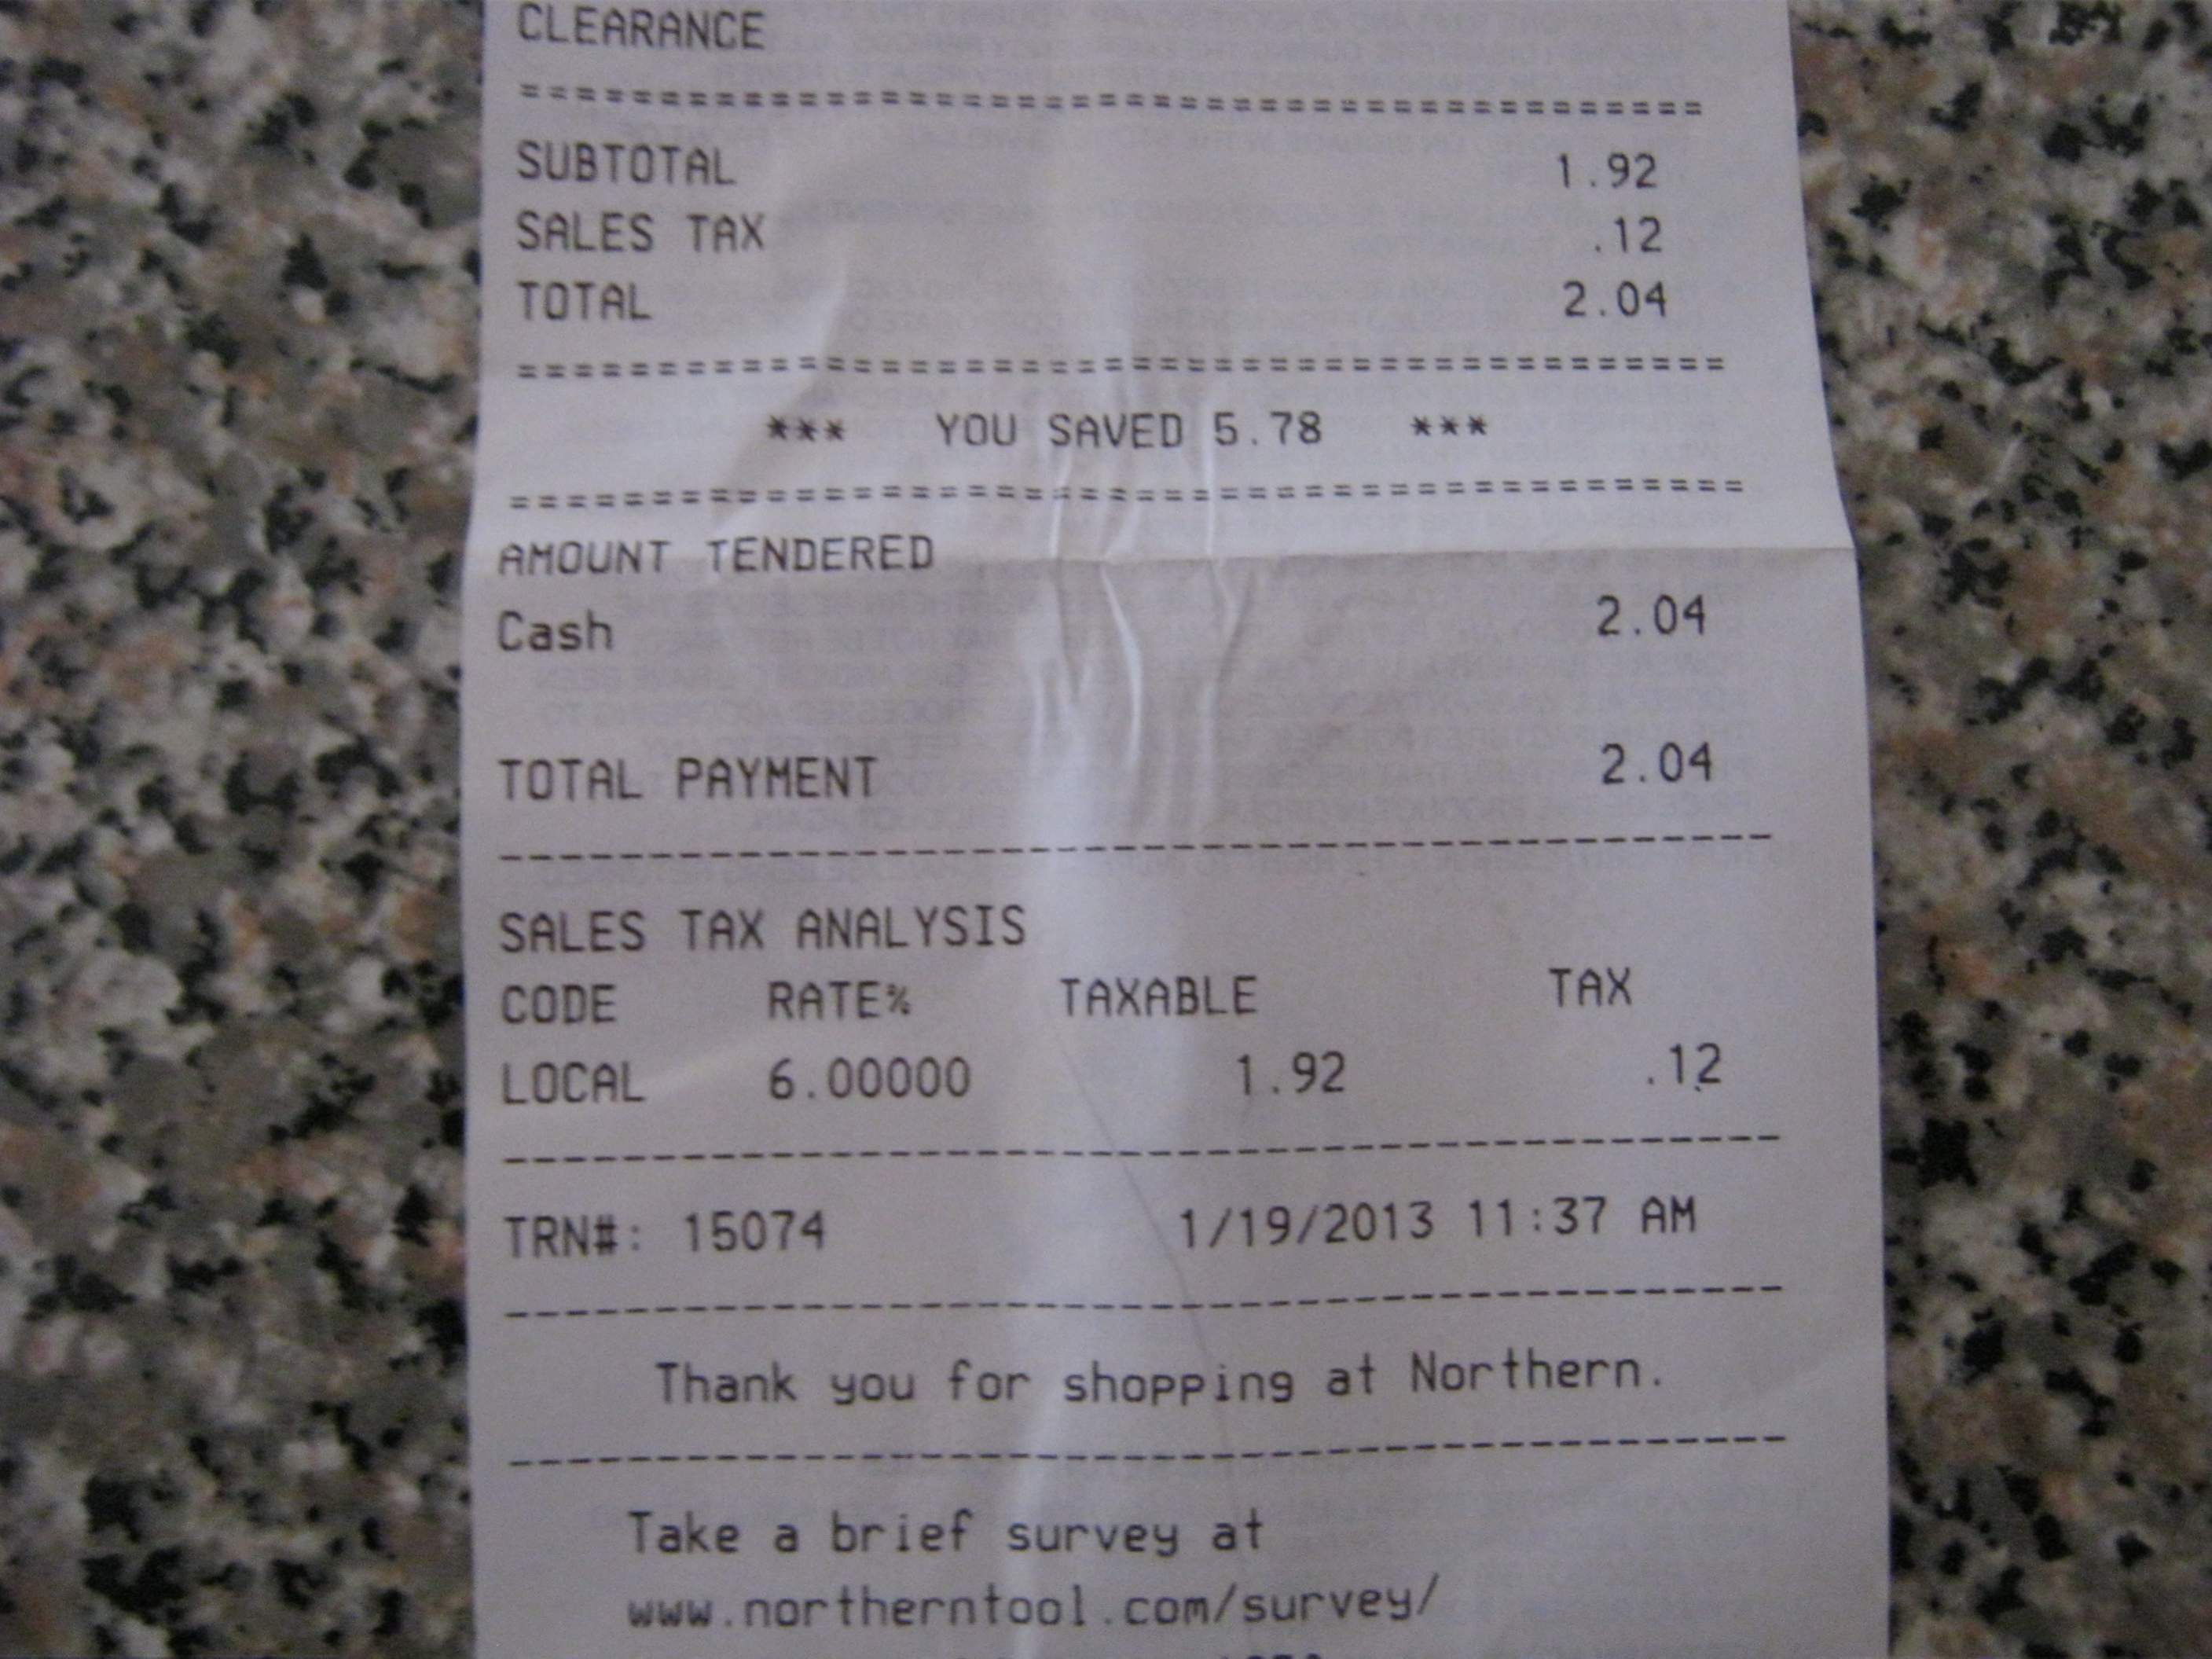 CLEARANCE
==========================================
SUBTOTAL 1.92
SALES TAX .12
TOTAL 2.04
==========================================
*** YOU SAVED 5.78 ***
==========================================
AMOUNT TENDERED
Cash 2.04
TOTAL PAYMENT 2.04
------------------------------------------
SALES TAX ANALYSIS
CODE RATE% TAXABLE TAX
LOCAL 6.00000 1.92 .12
------------------------------------------
TRN#: 15074 1/19/2013 11:37 AM
------------------------------------------
Thank you for shopping at Northern.
------------------------------------------
Take a brief survey at
www.northerntool.com/survey/